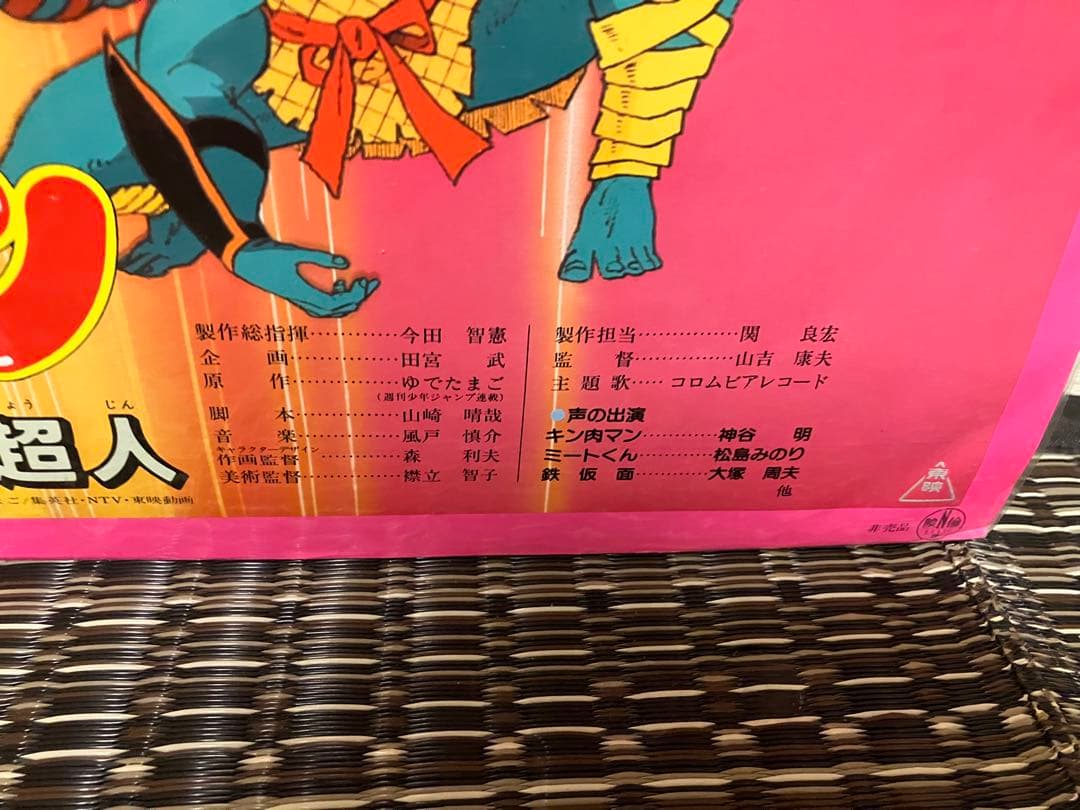 製作総指揮…………今田 智憲
企 画……………田宮 武
原 作……………ゆでたまご
(週刊少年ジャンプ連載)
脚 本……………山崎 晴哉
音 楽……………風戸 慎介
キャラクターデザイン
作画監督…………森 利夫
美術監督…………襟立 智子
製作担当……………関 良宏
監 督……………山吉 康夫
主題歌……コロムビアレコード
●声の出演
キン肉マン…………神谷 明
ミートくん…………松島みのり
鉄仮面…………大塚 周夫
他
ょう じん
超人
ご/集英社・NTV・東映動画
東映
非売品
映倫